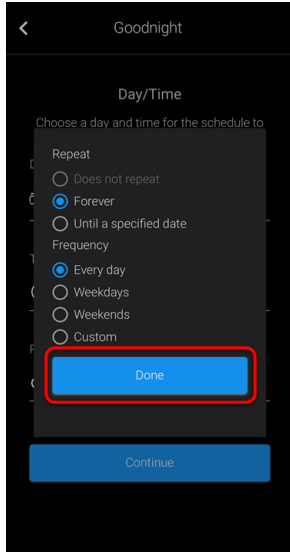 Goodnight
Day/Time
Choose a day and time for the schedule to
Repeat
Does not repeat
Forever
Until a specified date
Frequency
Every day
Weekdays
Weekends
Custom
Done
Continue